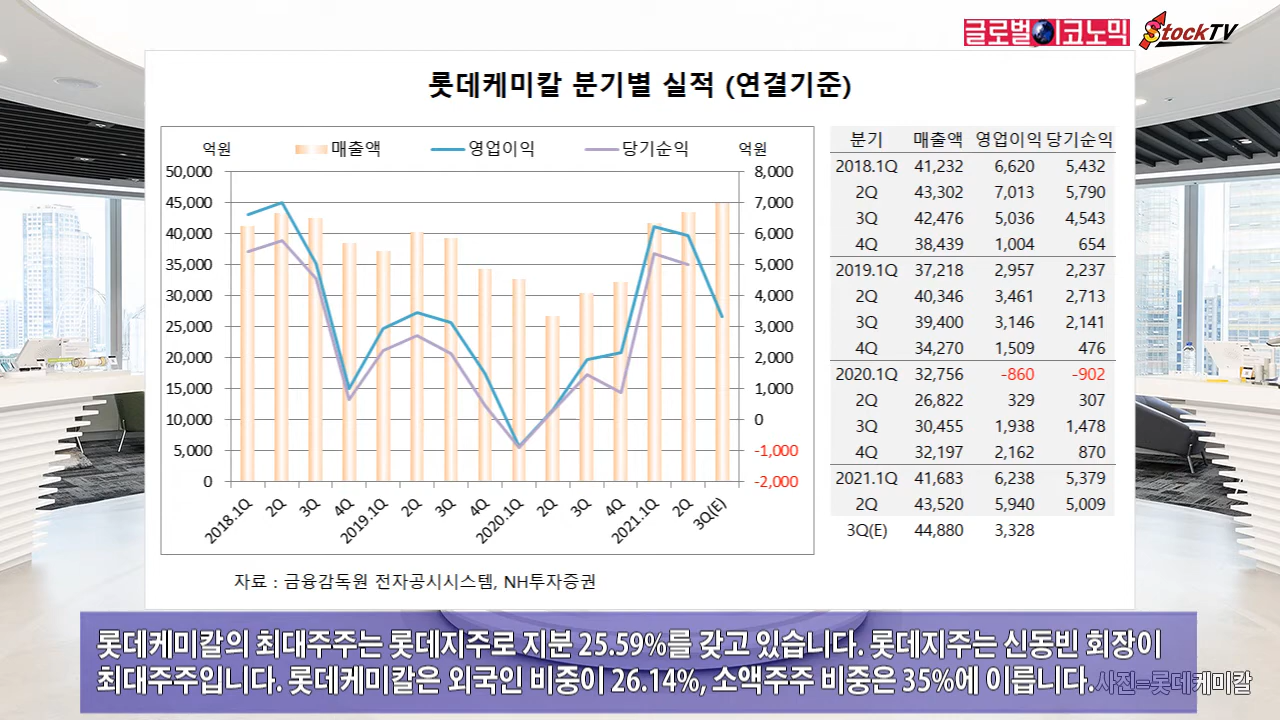 글로벌이코노믹 StockTV
롯데케미칼 분기별 실적 (연결기준)
억원 매출액 영업이익 당기순익 억원
50,000 8,000
45,000 7,000
40,000 6,000
35,000 5,000
30,000 4,000
25,000 3,000
20,000 2,000
15,000 1,000
10,000 0
5,000 -1,000
0 -2,000
2018.1Q 2Q 3Q 4Q 2019.1Q 2Q 3Q 4Q 2020.1Q 2Q 3Q 4Q 2021.1Q 2Q 3Q(E)
자료 : 금융감독원 전자공시시스템, NH투자증권
분기 매출액 영업이익 당기순익
2018.1Q 41,232 6,620 5,432
2Q 43,302 7,013 5,790
3Q 42,476 5,036 4,543
4Q 38,439 1,004 654
2019.1Q 37,218 2,957 2,237
2Q 40,346 3,461 2,713
3Q 39,400 3,146 2,141
4Q 34,270 1,509 476
2020.1Q 32,756 -860 -902
2Q 26,822 329 307
3Q 30,455 1,938 1,478
4Q 32,197 2,162 870
2021.1Q 41,683 6,238 5,379
2Q 43,520 5,940 5,009
3Q(E) 44,880 3,328
롯데케미칼의 최대주주는 롯데지주로 지분 25.59%를 갖고 있습니다. 롯데지주는 신동빈 회장이
최대주주입니다. 롯데케미칼은 외국인 비중이 26.14%, 소액주주 비중은 35%에 이릅니다.
사진=롯데케미칼